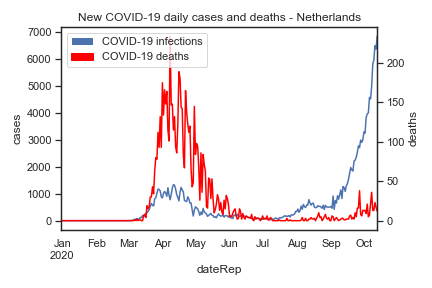 New COVID-19 daily cases and deaths - Netherlands
COVID-19 infections
COVID-19 deaths
7000
6000
5000
4000
3000
2000
1000
0
cases
200
150
100
50
0
deaths
Jan Feb Mar Apr May Jun Jul Aug Sep Oct
2020
dateRep